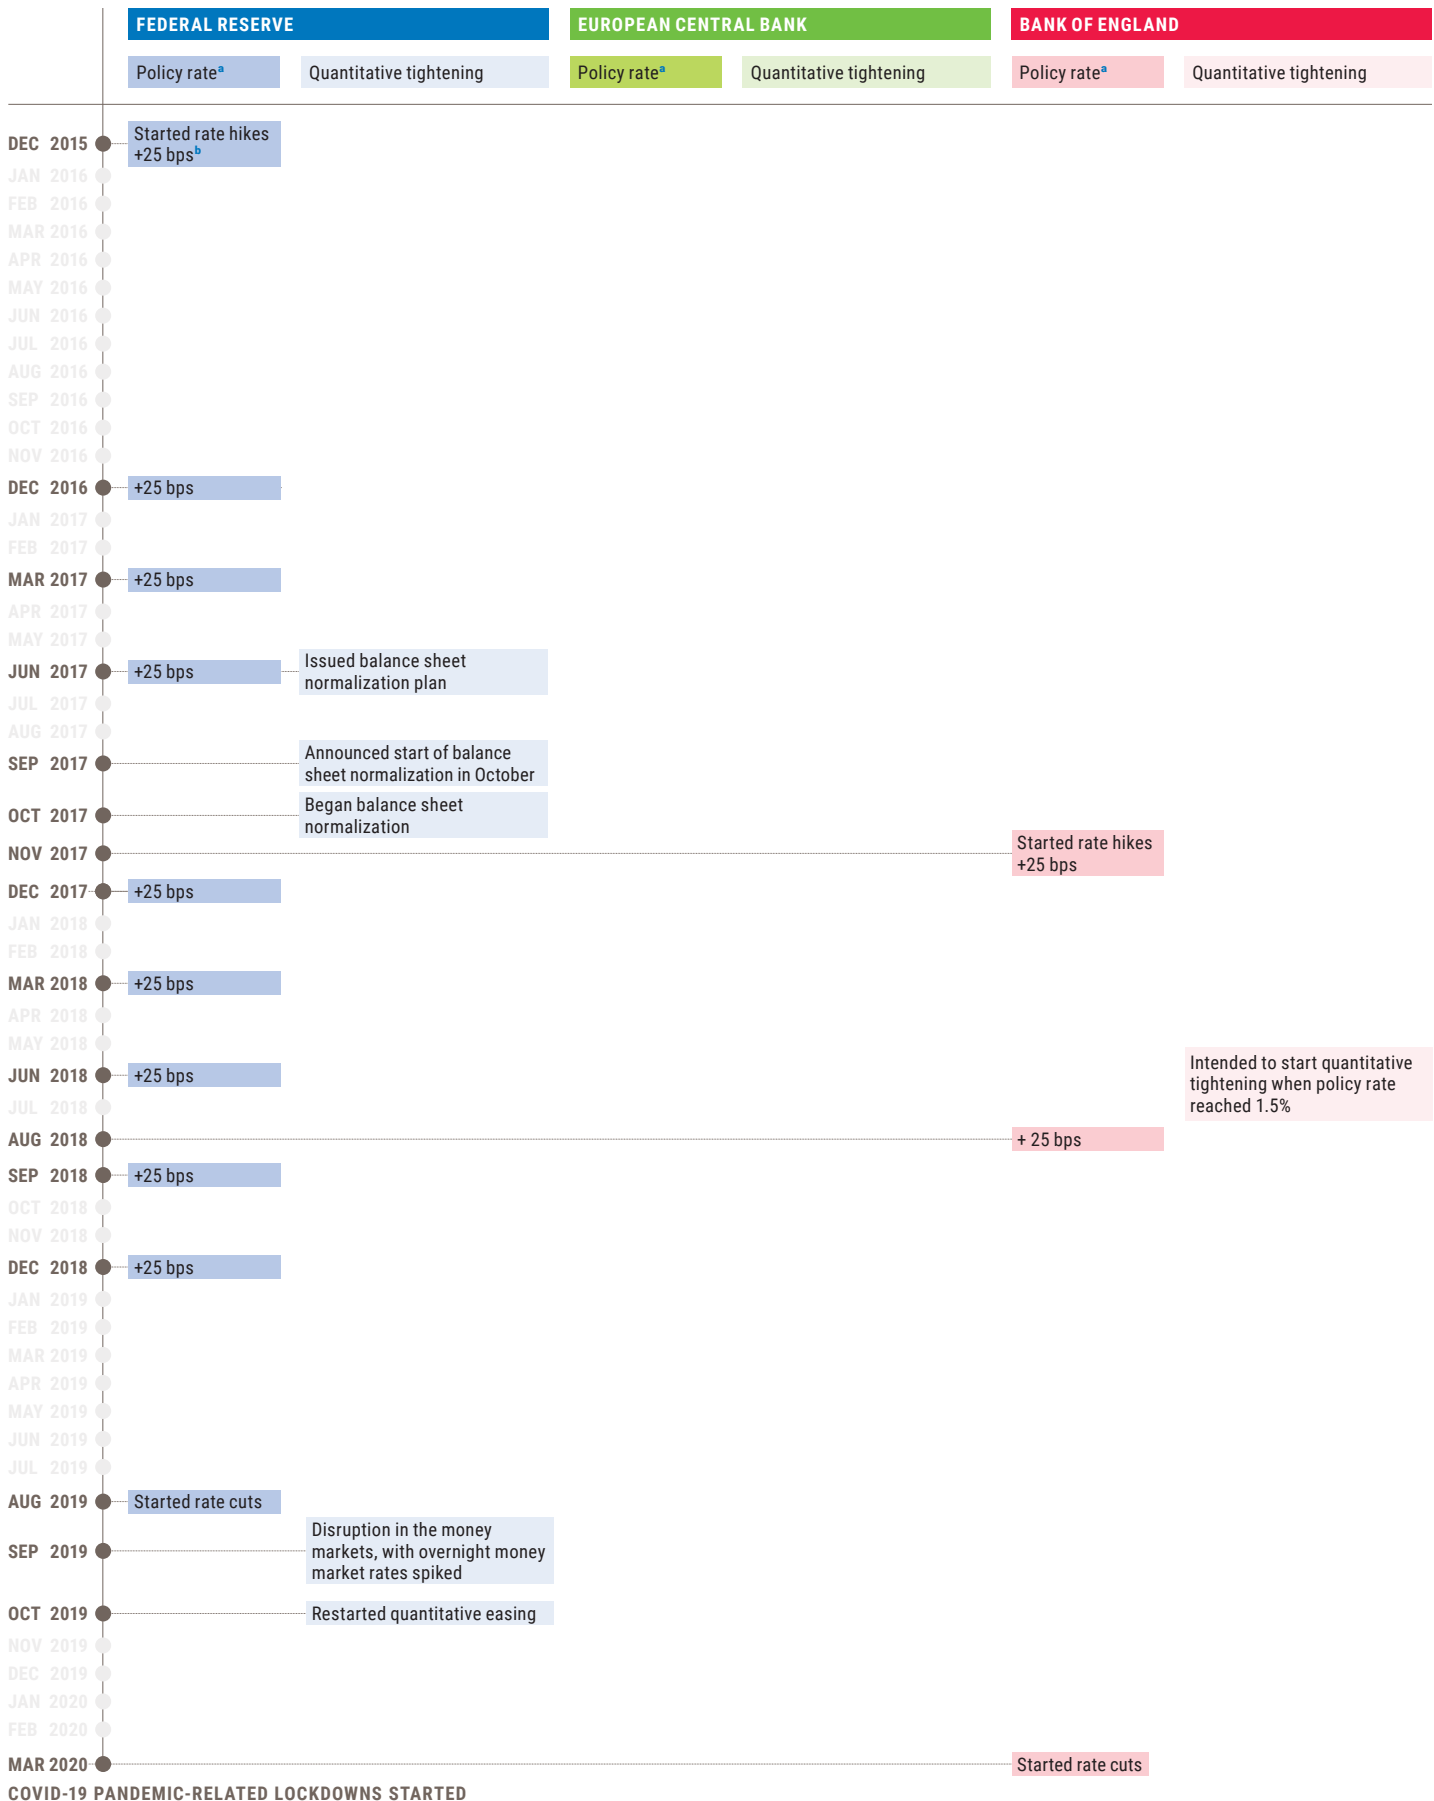 FEDERAL RESERVE
EUROPEAN CENTRAL BANK
BANK OF ENGLAND
Policy rateᵃ
Quantitative tightening
Policy rateᵃ
Quantitative tightening
Policy rateᵃ
Quantitative tightening
DEC 2015
Started rate hikes
+25 bpsᵇ
JAN 2016
FEB 2016
MAR 2016
APR 2016
MAY 2016
JUN 2016
JUL 2016
AUG 2016
SEP 2016
OCT 2016
NOV 2016
DEC 2016
+25 bps
JAN 2017
FEB 2017
MAR 2017
+25 bps
APR 2017
MAY 2017
JUN 2017
+25 bps
Issued balance sheet
normalization plan
JUL 2017
AUG 2017
SEP 2017
Announced start of balance
sheet normalization in October
OCT 2017
Began balance sheet
normalization
NOV 2017
Started rate hikes
+25 bps
DEC 2017
+25 bps
JAN 2018
FEB 2018
MAR 2018
+25 bps
APR 2018
MAY 2018
JUN 2018
+25 bps
Intended to start quantitative
tightening when policy rate
reached 1.5%
JUL 2018
AUG 2018
+ 25 bps
SEP 2018
+25 bps
OCT 2018
NOV 2018
DEC 2018
+25 bps
JAN 2019
FEB 2019
MAR 2019
APR 2019
MAY 2019
JUN 2019
JUL 2019
AUG 2019
Started rate cuts
SEP 2019
Disruption in the money
markets, with overnight money
market rates spiked
OCT 2019
Restarted quantitative easing
NOV 2019
DEC 2019
JAN 2020
FEB 2020
MAR 2020
Started rate cuts
COVID-19 PANDEMIC-RELATED LOCKDOWNS STARTED